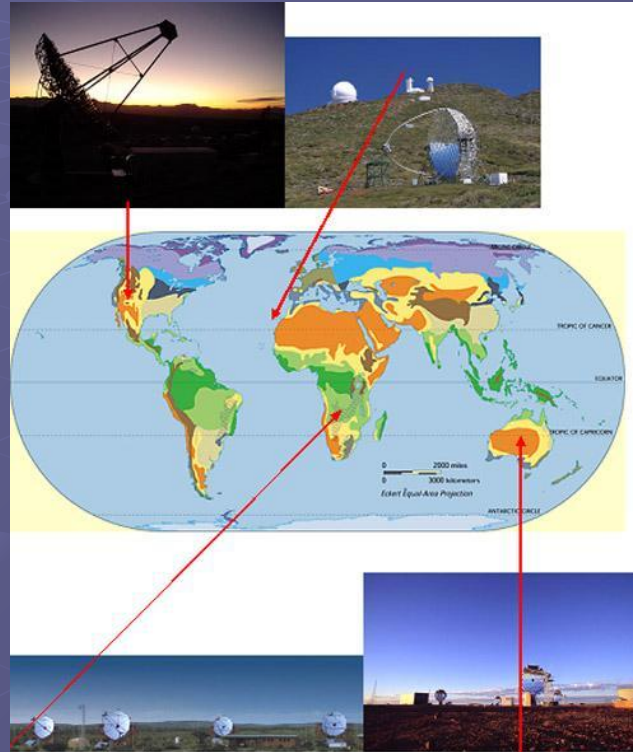 ARCTIC CIRCLE
TROPIC OF CANCER
EQUATOR
TROPIC OF CAPRICORN
0 2000 miles
0 3000 kilometers
Eckert Equal-Area Projection
ANTARCTIC CIRCLE